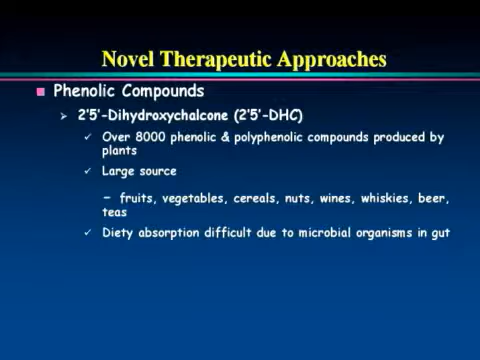 Novel Therapeutic Approaches
Phenolic Compounds
2'5'-Dihydroxychalcone (2'5'-DHC)
Over 8000 phenolic & polyphenolic compounds produced by
plants
Large source
– fruits, vegetables, cereals, nuts, wines, whiskies, beer,
teas
Diety absorption difficult due to microbial organisms in gut